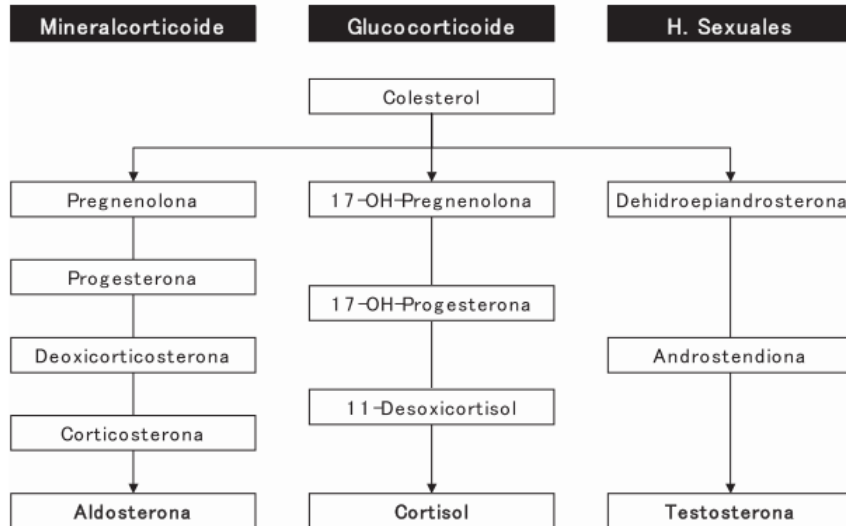 Mineralcorticoide
Glucocorticoide
H. Sexuales
Colesterol
Pregnenolona
17-OH-Pregnenolona
Dehidroepiandrosterona
Progesterona
17-OH-Progesterona
Deoxicorticosterona
Androstendiona
11-Desoxicortisol
Corticosterona
Aldosterona
Cortisol
Testosterona